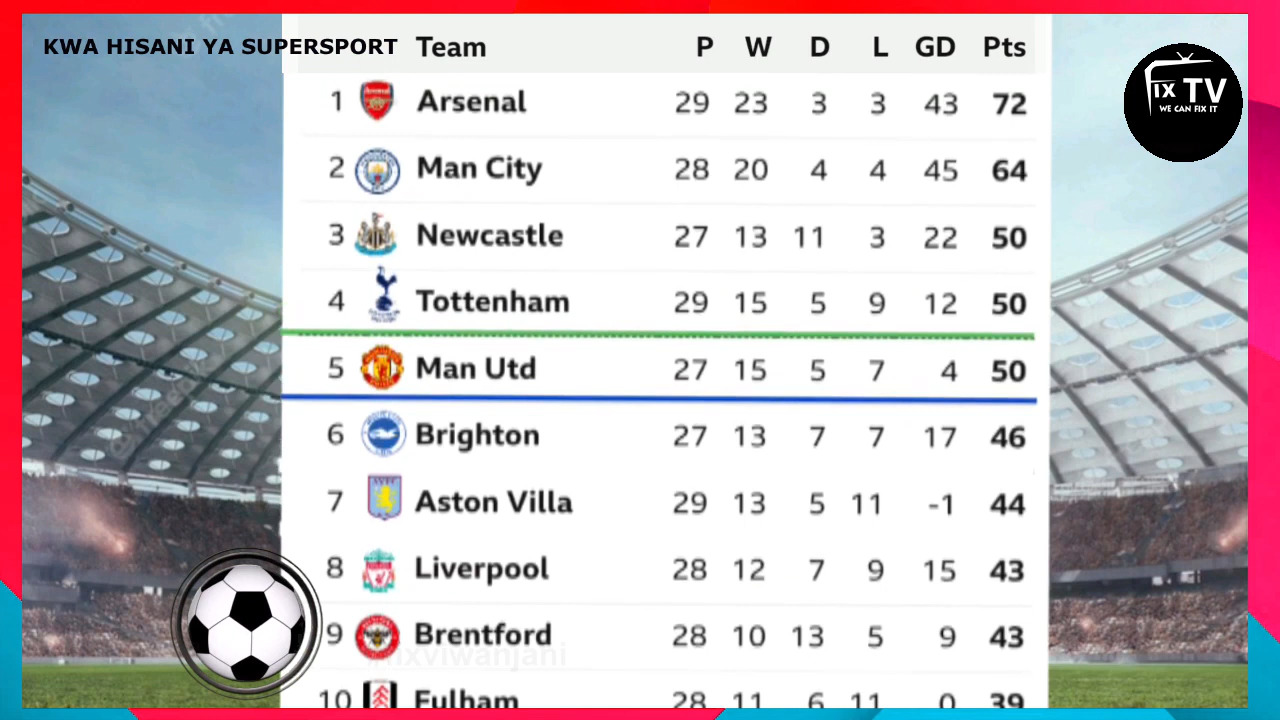 KWA HISANI YA SUPERSPORT
Team P W D L GD Pts
1 Arsenal 29 23 3 3 43 72
2 Man City 28 20 4 4 45 64
3 Newcastle 27 13 11 3 22 50
4 Tottenham 29 15 5 9 12 50
5 Man Utd 27 15 5 7 4 50
6 Brighton 27 13 7 7 17 46
7 Aston Villa 29 13 5 11 -1 44
8 Liverpool 28 12 7 9 15 43
9 Brentford 28 10 13 5 9 43
10 Fulham 28 11 6 11 0 39
FIX TV
WE CAN FIX IT